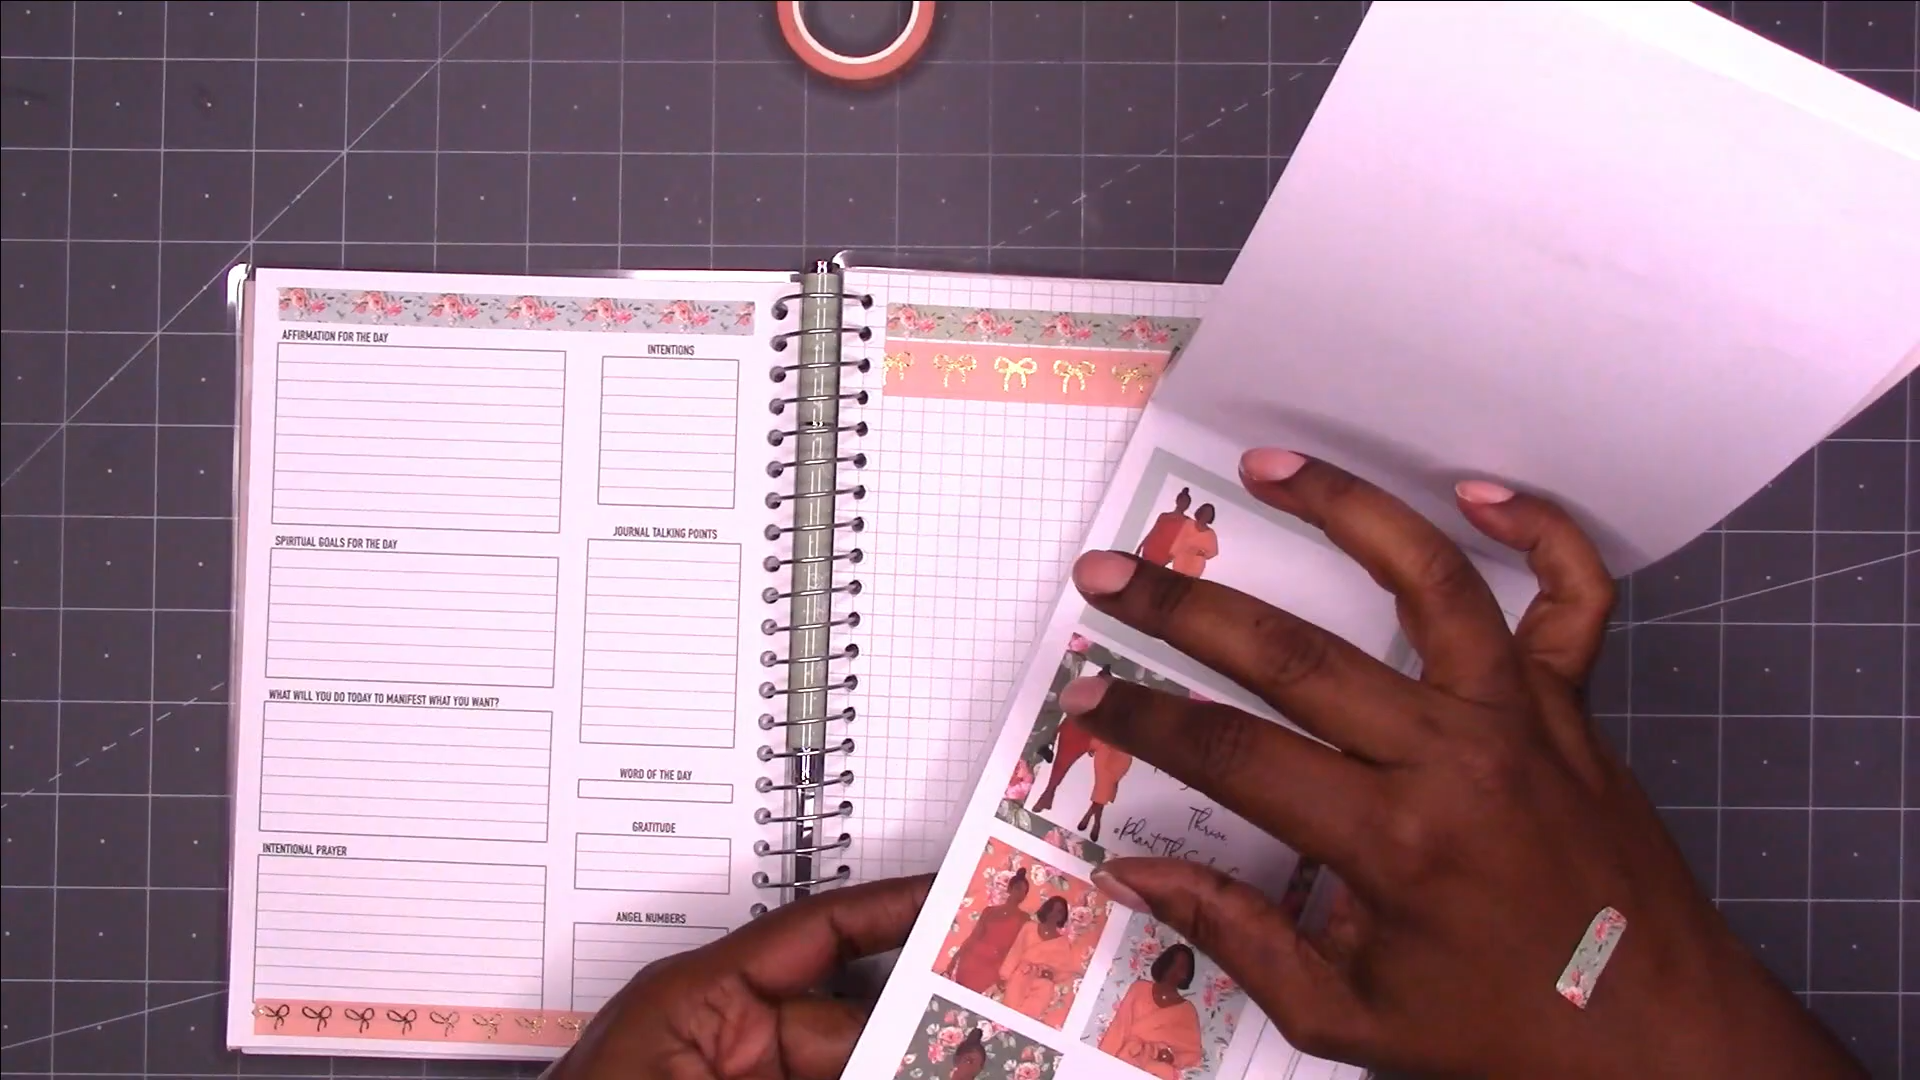 AFFIRMATION FOR THE DAY
INTENTIONS
SPIRITUAL GOALS FOR THE DAY
JOURNAL TALKING POINTS
WHAT WILL YOU DO TODAY TO MANIFEST WHAT YOU WANT?
WORD OF THE DAY
GRATITUDE
INTENTIONAL PRAYER
ANGEL NUMBERS
Thrive.